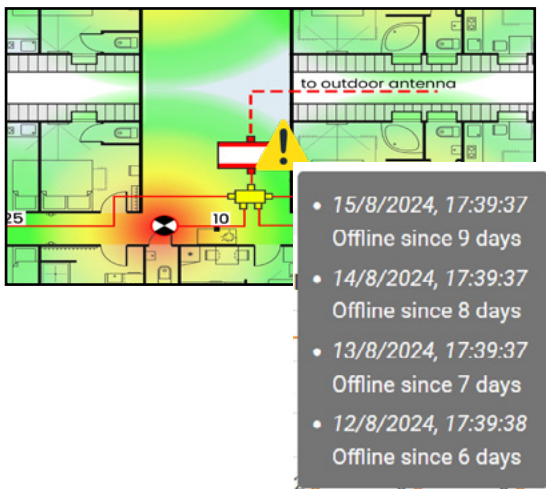 to outdoor antenna
25
10
15/8/2024, 17:39:37
Offline since 9 days
14/8/2024, 17:39:37
Offline since 8 days
13/8/2024, 17:39:37
Offline since 7 days
12/8/2024, 17:39:38
Offline since 6 days